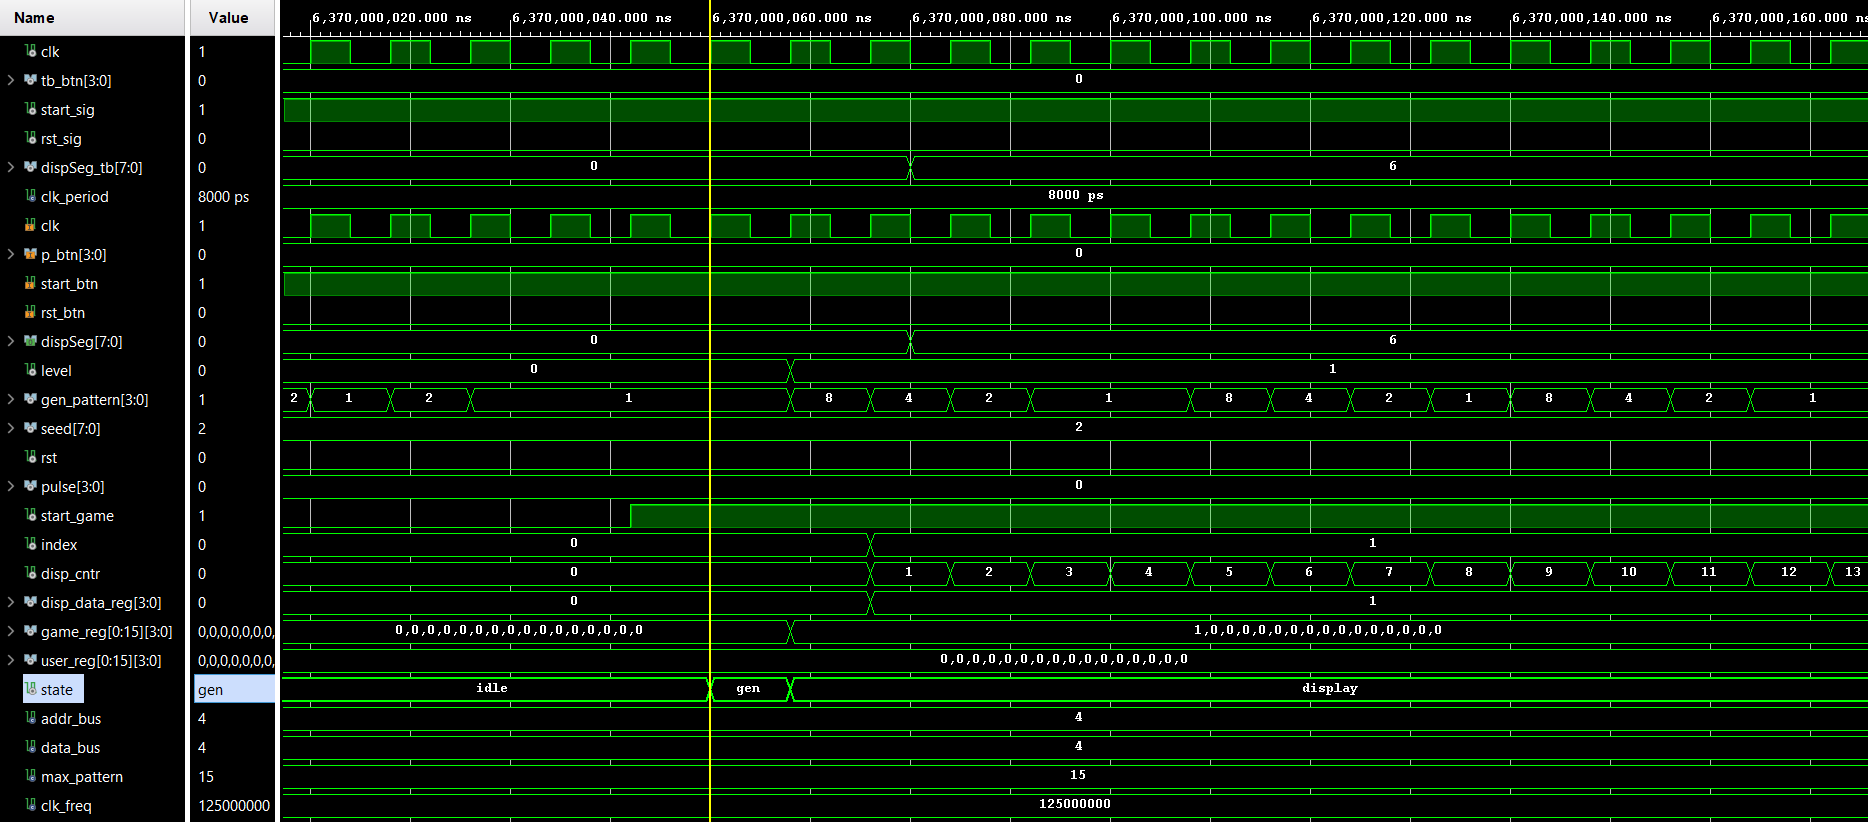 Name Value 6,370,000,020.000 ns 6,370,000,040.000 ns 6,370,000,060.000 ns 6,370,000,080.000 ns 6,370,000,100.000 ns 6,370,000,120.000 ns 6,370,000,140.000 ns 6,370,000,160.000 ns
clk 1
tb_btn[3:0] 0 0
start_sig 1
rst_sig 0
dispSeg_tb[7:0] 0 0 6
clk_period 8000 ps 8000 ps
clk 1
p_btn[3:0] 0 0
start_btn 1
rst_btn 0
dispSeg[7:0] 0 0 6
level 0 0 1
gen_pattern[3:0] 1 2 1 2 1 8 4 2 1 8 4 2 1 8 4 2 1
seed[7:0] 2 2
rst 0
pulse[3:0] 0 0
start_game 1
index 0 0 1
disp_cntr 0 0 1 2 3 4 5 6 7 8 9 10 11 12 13
disp_data_reg[3:0] 0 0 1
game_reg[0:15][3:0] 0,0,0,0,0,0, 0,0,0,0,0,0,0,0,0,0,0,0,0,0,0,0 1,0,0,0,0,0,0,0,0,0,0,0,0,0,0,0
user_reg[0:15][3:0] 0,0,0,0,0,0, 0,0,0,0,0,0,0,0,0,0,0,0,0,0,0,0
state gen idle gen display
addr_bus 4 4
data_bus 4 4
max_pattern 15 15
clk_freq 125000000 125000000